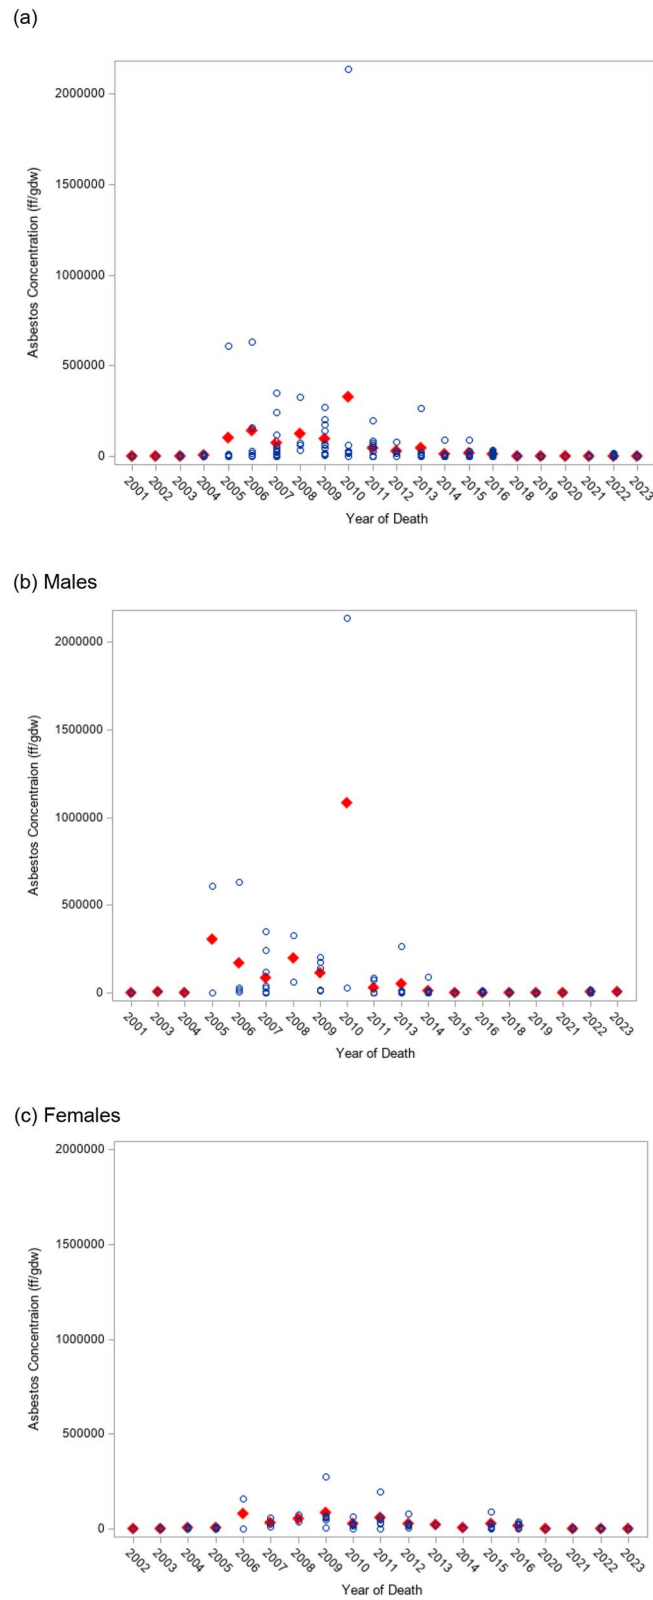 (a)
2000000
1500000
1000000
500000
0
Asbestos Concentration (ff/gdw)
2001 2002 2003 2004 2005 2006 2007 2008 2009 2010 2011 2012 2013 2014 2015 2016 2018 2019 2020 2021 2022 2023
Year of Death
(b) Males
2000000
1500000
1000000
500000
0
Asbestos Concentraion (ff/gdw)
2001 2003 2004 2005 2006 2007 2008 2009 2010 2011 2013 2014 2015 2016 2018 2019 2021 2022 2023
Year of Death
(c) Females
2000000
1500000
1000000
500000
0
Asbestos Concentraion (ff/gdw)
2002 2003 2004 2005 2006 2007 2008 2009 2010 2011 2012 2013 2014 2015 2016 2020 2021 2022 2023
Year of Death